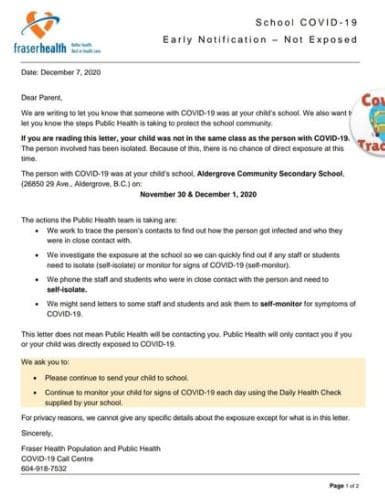 School COVID-19
Early Notification – Not Exposed
fraserhealth
Better health.
Best in health care.
Date: December 7, 2020
Dear Parent,
We are writing to let you know that someone with COVID-19 was at your child's school. We also want
let you know the steps Public Health is taking to protect the school community.
If you are reading this letter, your child was not in the same class as the person with COVID-19.
The person involved has been isolated. Because of this, there is no chance of direct exposure at this
time.
The person with COVID-19 was at your child's school, Aldergrove Community Secondary School,
(26850 29 Ave., Aldergrove, B.C.) on:
November 30 & December 1, 2020
The actions the Public Health team is taking are:
• We work to trace the person's contacts to find out how the person got infected and who they
were in close contact with.
• We investigate the exposure at the school so we can quickly find out if any staff or students
need to isolate (self-isolate) or monitor for signs of COVID-19 (self-monitor).
• We phone the staff and students who were in close contact with the person and need to
self-isolate.
• We might send letters to some staff and students and ask them to self-monitor for symptoms of
COVID-19.
This letter does not mean Public Health will be contacting you. Public Health will only contact you if you
or your child was directly exposed to COVID-19.
We ask you to:
• Please continue to send your child to school.
• Continue to monitor your child for signs of COVID-19 each day using the Daily Health Check
supplied by your school.
For privacy reasons, we cannot give any specific details about the exposure except for what is in this letter.
Sincerely,
Fraser Health Population and Public Health
COVID-19 Call Centre
604-918-7532
Page 1 of 2